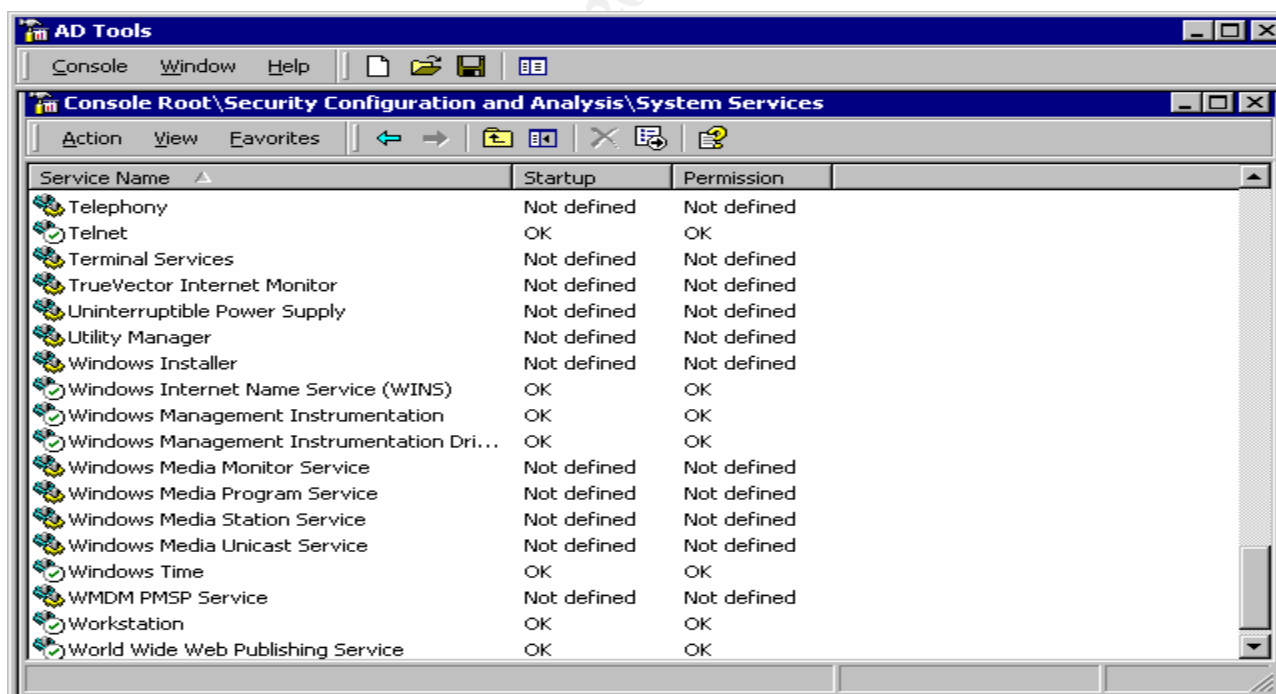 AD Tools
Console Window Help
Console Root\Security Configuration and Analysis\System Services
Action View Favorites
Service Name Startup Permission
Telephony Not defined Not defined
Telnet OK OK
Terminal Services Not defined Not defined
TrueVector Internet Monitor Not defined Not defined
Uninterruptible Power Supply Not defined Not defined
Utility Manager Not defined Not defined
Windows Installer Not defined Not defined
Windows Internet Name Service (WINS) OK OK
Windows Management Instrumentation OK OK
Windows Management Instrumentation Dri... OK OK
Windows Media Monitor Service Not defined Not defined
Windows Media Program Service Not defined Not defined
Windows Media Station Service Not defined Not defined
Windows Media Unicast Service Not defined Not defined
Windows Time OK OK
WMDM PMSP Service Not defined Not defined
Workstation OK OK
World Wide Web Publishing Service OK OK